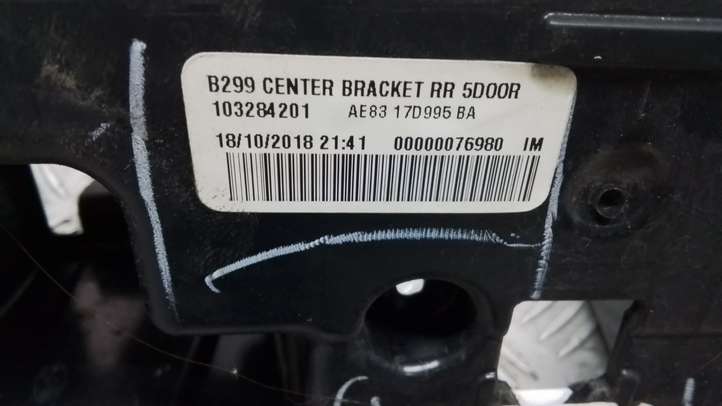 B299 CENTER BRACKET RR 5DOOR
103284201 AE83 17D995 BA
18/10/2018 21:41 00000076980 IM